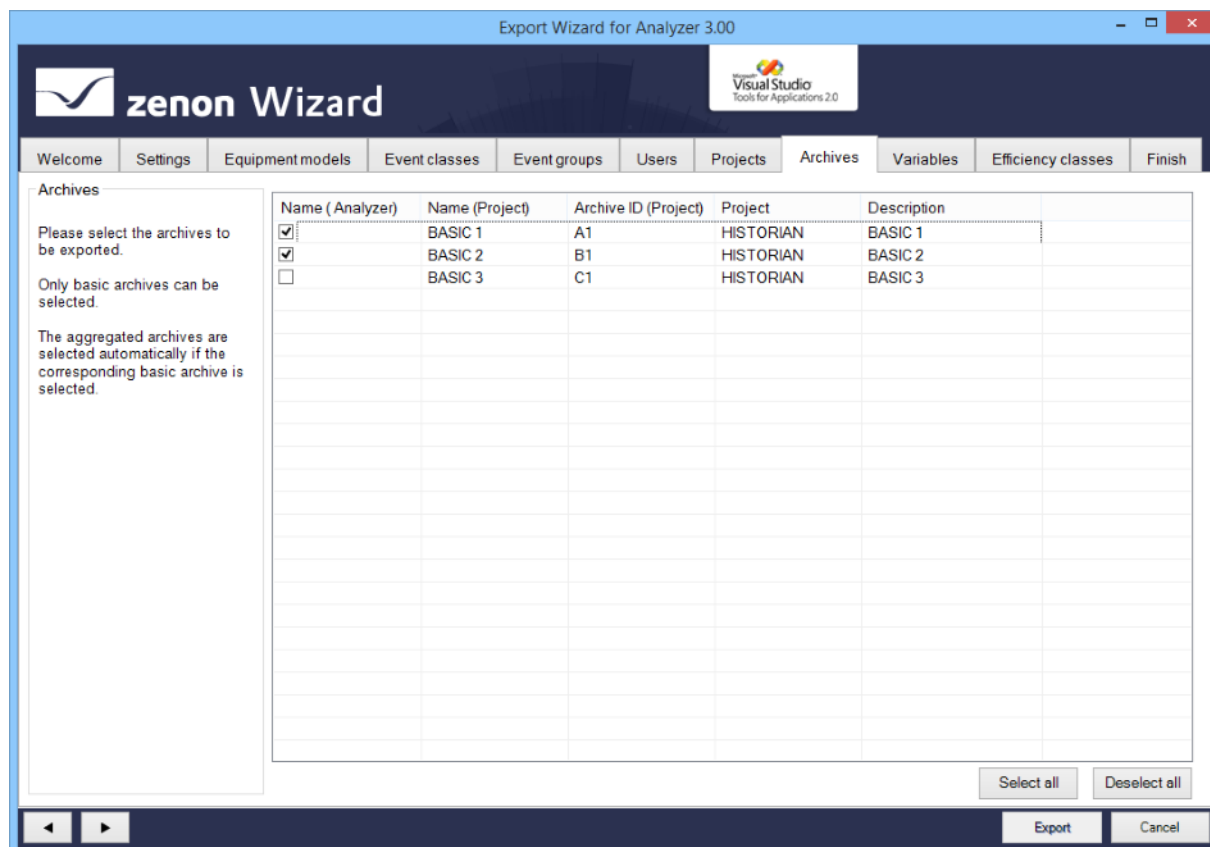 Export Wizard for Analyzer 3.00
zenon Wizard
Microsoft
Visual Studio
Tools for Applications 2.0
Welcome Settings Equipment models Event classes Event groups Users Projects Archives Variables Efficiency classes Finish
Archives
Please select the archives to
be exported.
Only basic archives can be
selected.
The aggregated archives are
selected automatically if the
corresponding basic archive is
selected.
Name ( Analyzer) Name (Project) Archive ID (Project) Project Description
BASIC 1 A1 HISTORIAN BASIC 1
BASIC 2 B1 HISTORIAN BASIC 2
BASIC 3 C1 HISTORIAN BASIC 3
Select all Deselect all
Export Cancel